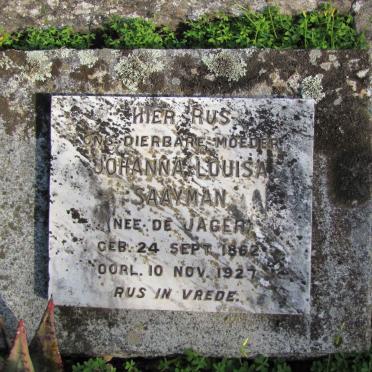 HIER RUS
ONS DIERBARE MOEDER
JOHANNA LOUISA
SAAYMAN
(NEE DE JAGER)
GEB. 24 SEPT. 1862
OORL. 10 NOV. 1927
RUS IN VREDE.